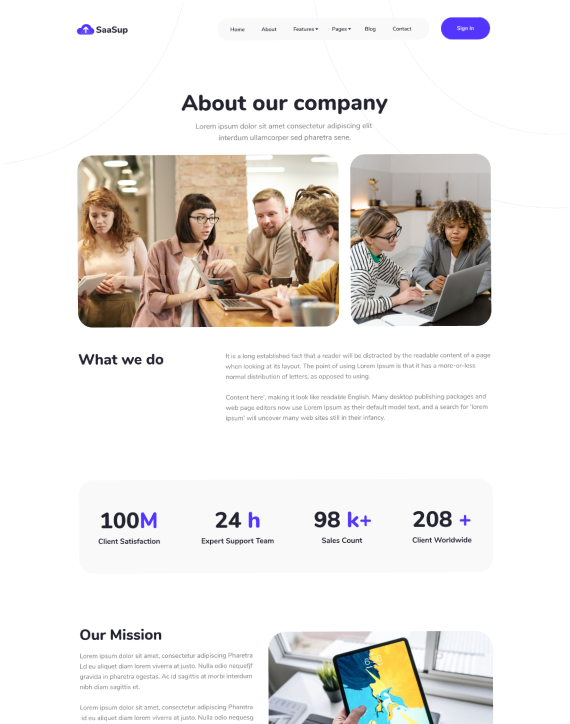 SaaSup
Home About Features Pages Blog Contact Sign In
About our company
Lorem ipsum dolor sit amet consectetur adipiscing elit
interdum ullamcorper sed pharetra sene.
What we do
It is a long established fact that a reader will be distracted by the readable content of a page
when looking at its layout. The point of using Lorem Ipsum is that it has a more-or-less
normal distribution of letters, as opposed to using.
Content here', making it look like readable English. Many desktop publishing packages and
web page editors now use Lorem Ipsum as their default model text, and a search for 'lorem
ipsum' will uncover many web sites still in their infancy.
100M 24 h 98 k+ 208 +
Client Satisfaction Expert Support Team Sales Count Client Worldwide
Our Mission
Lorem ipsum dolor sit amet, consectetur adipiscing Pharetra
Ld eu aliquet diam lorem viverra at justo. Nulla odio nequefjf
gravida in pharetra egestas. Ac id sagittis at morte interdum
nibh diam sagittis et.
Lorem ipsum dolor sit amet, consectetur adipiscing Pharetra
id eu aliquet diam lorem viverra at justo. Nulla odio nequesg